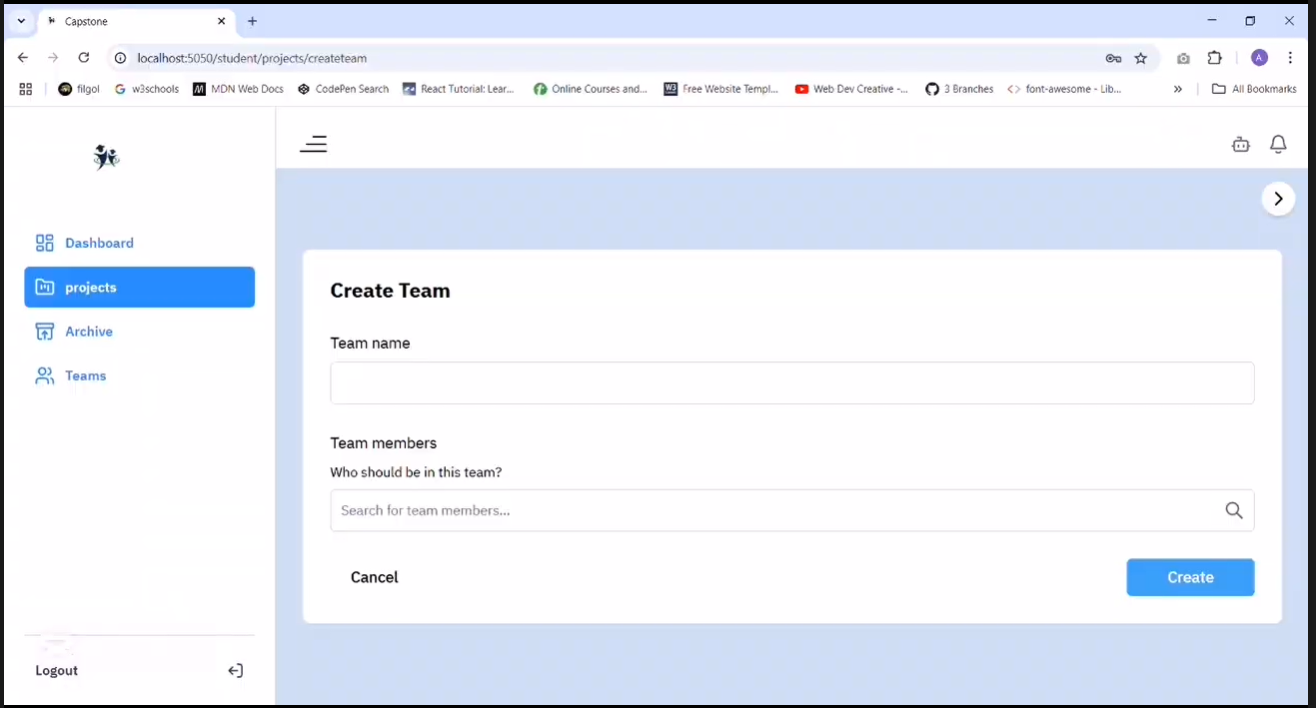 Capstone
localhost:5050/student/projects/createteam
A
filgol
w3schools
MDN Web Docs
CodePen Search
React Tutorial: Lear...
Online Courses and...
Free Website Templ...
Web Dev Creative -...
3 Branches
font-awesome - Lib...
»
All Bookmarks
Dashboard
projects
Archive
Teams
Logout
Create Team
Team name
Team members
Who should be in this team?
Search for team members...
Cancel
Create